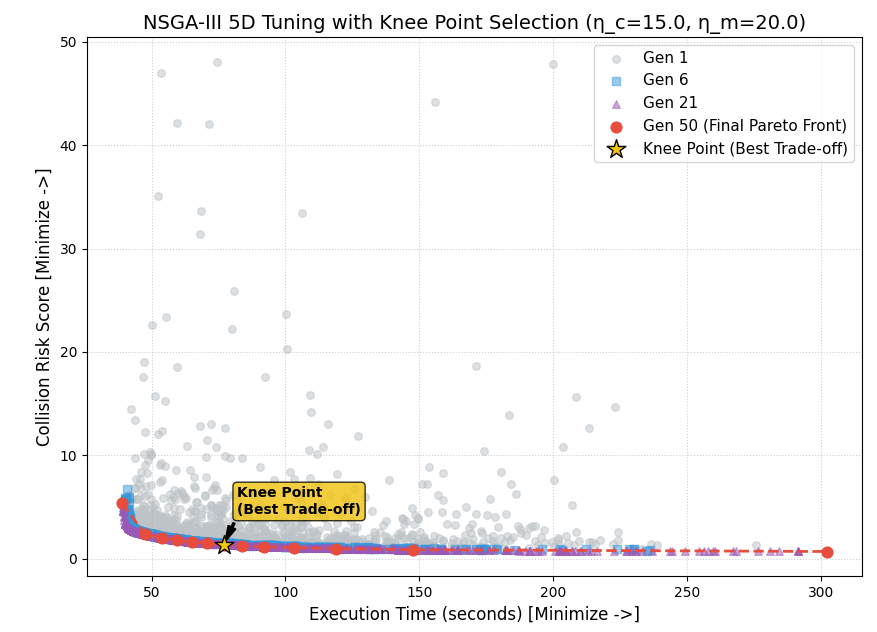 NSGA-III 5D Tuning with Knee Point Selection (η_c=15.0, η_m=20.0)
Collision Risk Score [Minimize ->]
50
40
30
20
10
0
Gen 1
Gen 6
Gen 21
Gen 50 (Final Pareto Front)
Knee Point (Best Trade-off)
Knee Point
(Best Trade-off)
50
100
150
200
250
300
Execution Time (seconds) [Minimize ->]